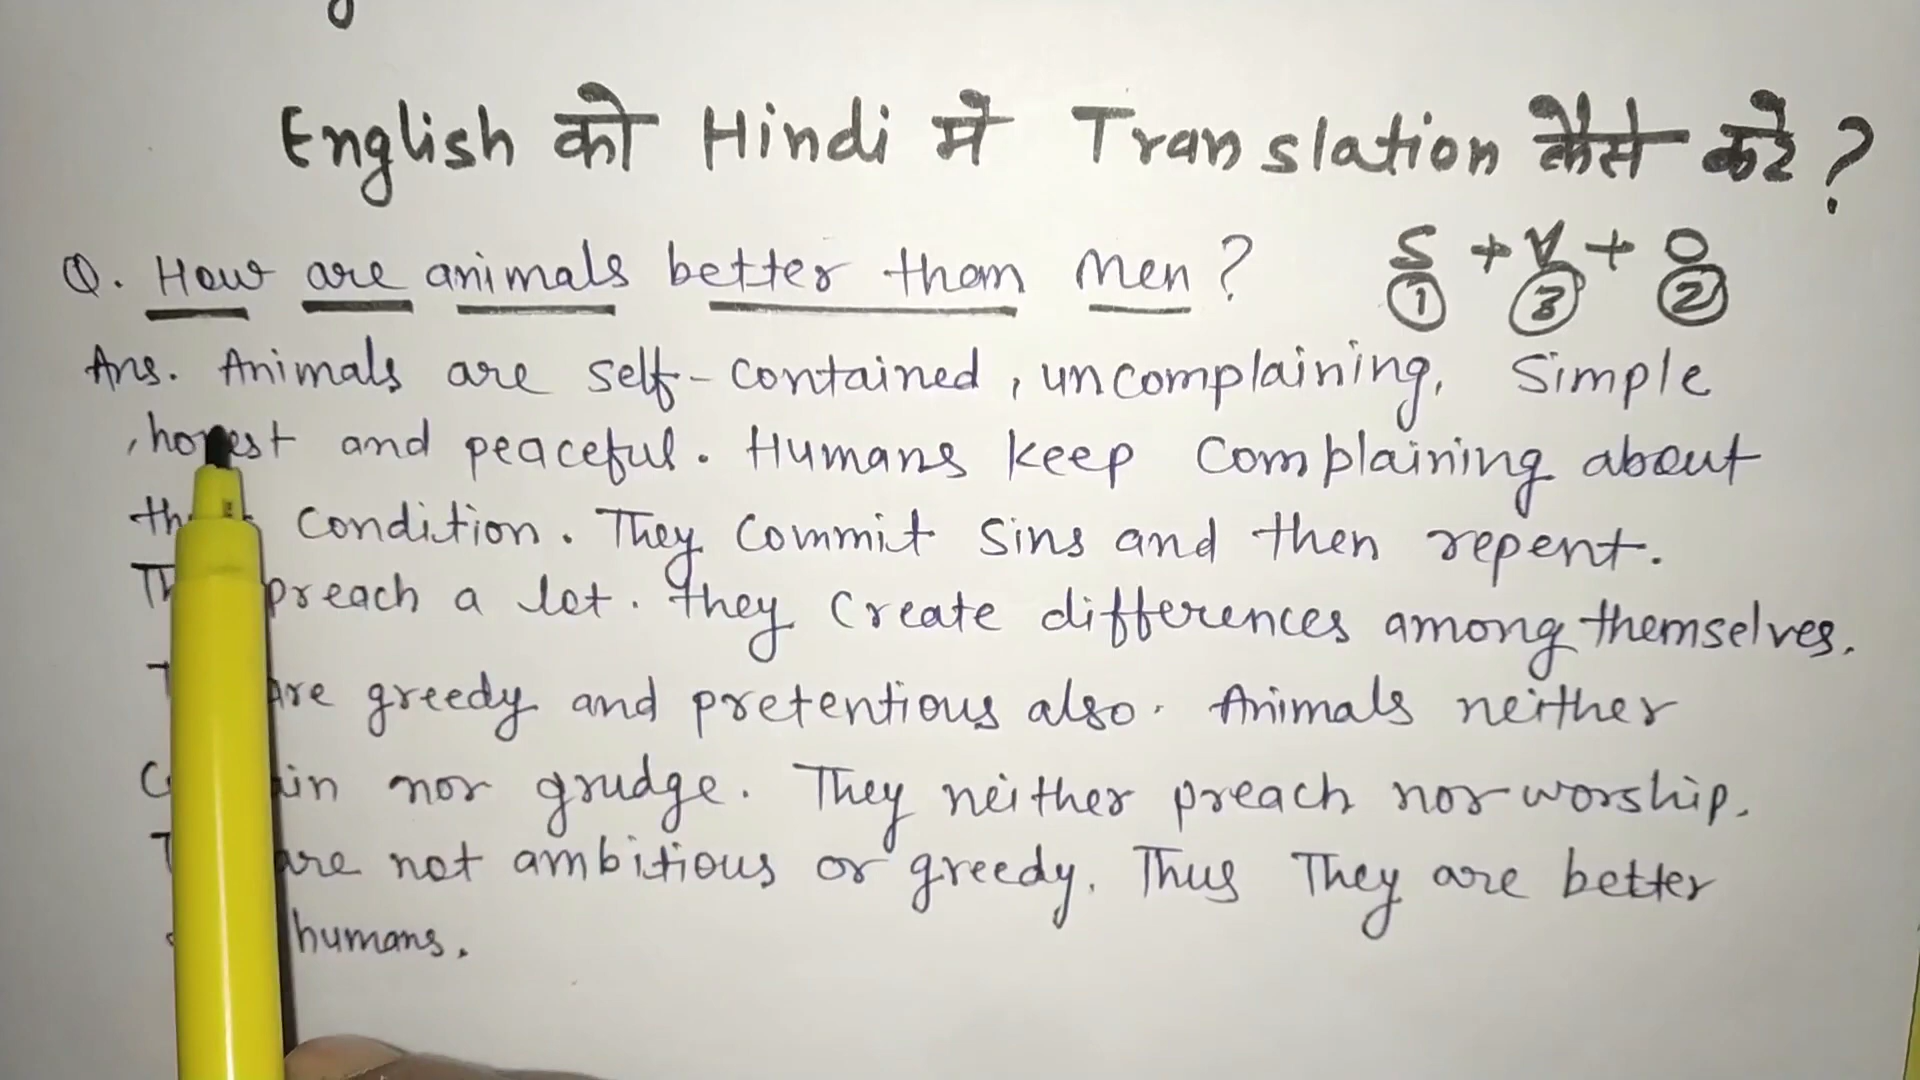 English को Hindi में Translation कैसे करे ?
Q. How are animals better than Men ? S + V + O
1 3 2
Ans. Animals are self-contained, uncomplaining, Simple
, honest and peaceful. Humans keep Complaining about
condition. They Commit Sins and then repent.
preach a lot. they Create differences among themselves.
are greedy and pretentious also. Animals neither
nor grudge. They neither preach nor worship.
are not ambitious or greedy. Thus They are better
humans.